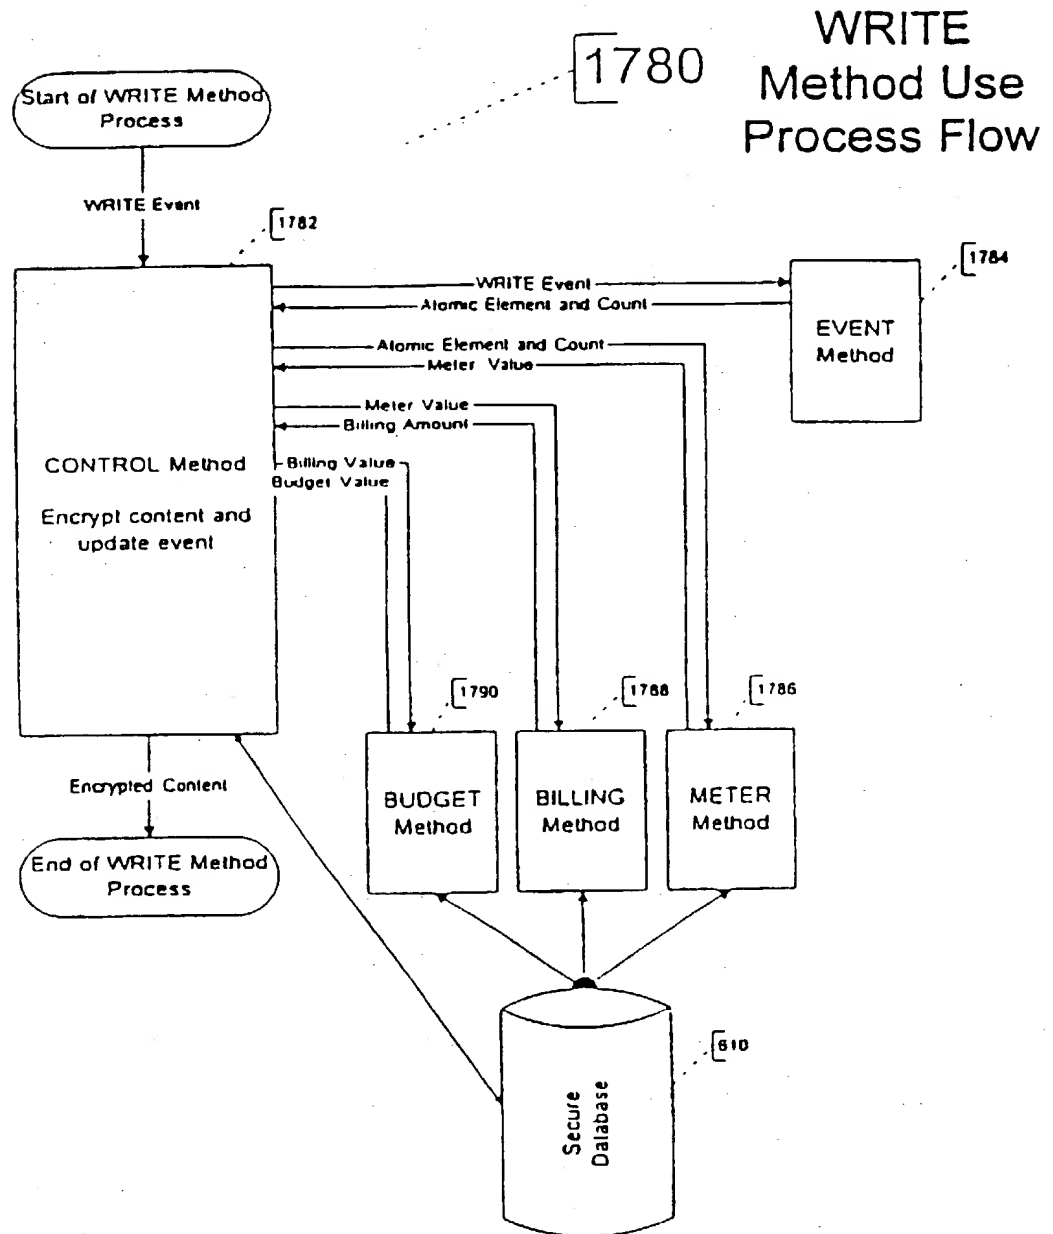 WRITE
Method Use
Process Flow
1780
Start of WRITE Method
Process
WRITE Event
1782
1784
WRITE Event
Atomic Element and Count
EVENT
Method
Atomic Element and Count
Meter Value
Meter Value
Billing Amount
CONTROL Method
Encrypt content and
update event
Billing Value
Budget Value
1790
1788
1786
BUDGET
Method
BILLING
Method
METER
Method
Encrypted Content
End of WRITE Method
Process
610
Secure
Database